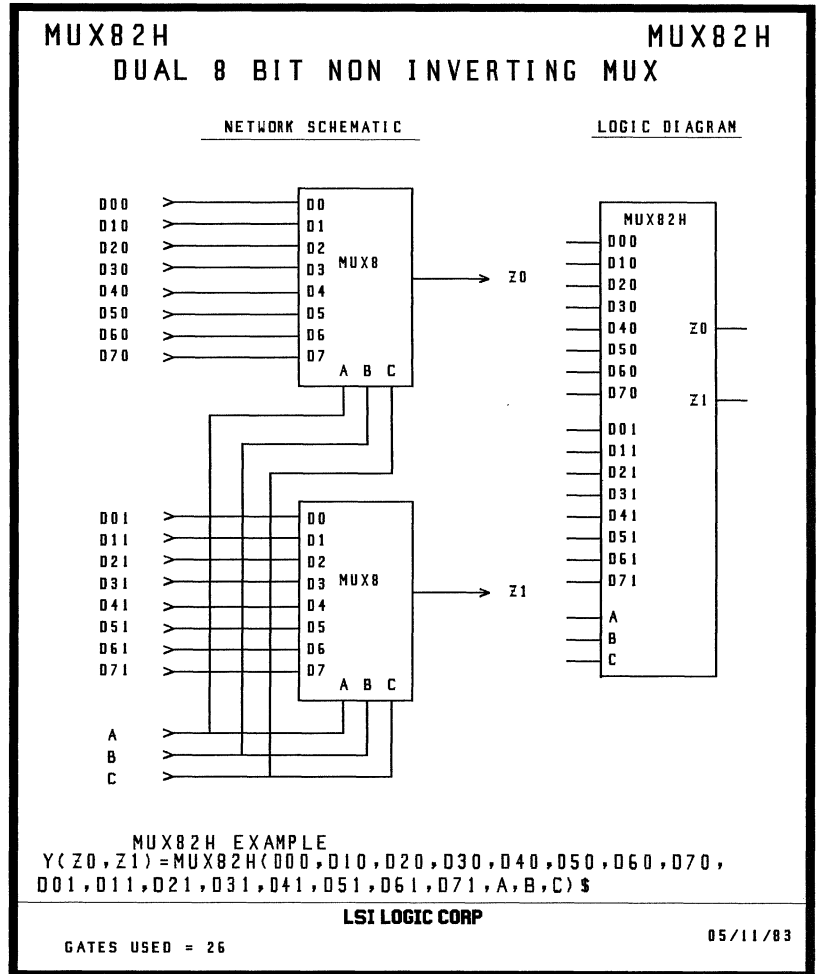 MUX82H MUX82H
DUAL 8 BIT NON INVERTING MUX
NETWORK SCHEMATIC LOGIC DIAGRAM
D00 D0
D10 D1
D20 D2
D30 D3 MUX8
D40 D4
D50 D5
D60 D6
D70 D7
A B C
Z0
D01 D0
D11 D1
D21 D2
D31 D3 MUX8
D41 D4
D51 D5
D61 D6
D71 D7
A B C
Z1
A
B
C
MUX82H
D00
D10
D20
D30
D40 Z0
D50
D60
D70 Z1
D01
D11
D21
D31
D41
D51
D61
D71
A
B
C
MUX82H EXAMPLE
Y(Z0,Z1)=MUX82H(D00,D10,D20,D30,D40,D50,D60,D70,
D01,D11,D21,D31,D41,D51,D61,D71,A,B,C)$
LSI LOGIC CORP
GATES USED = 26 05/11/83